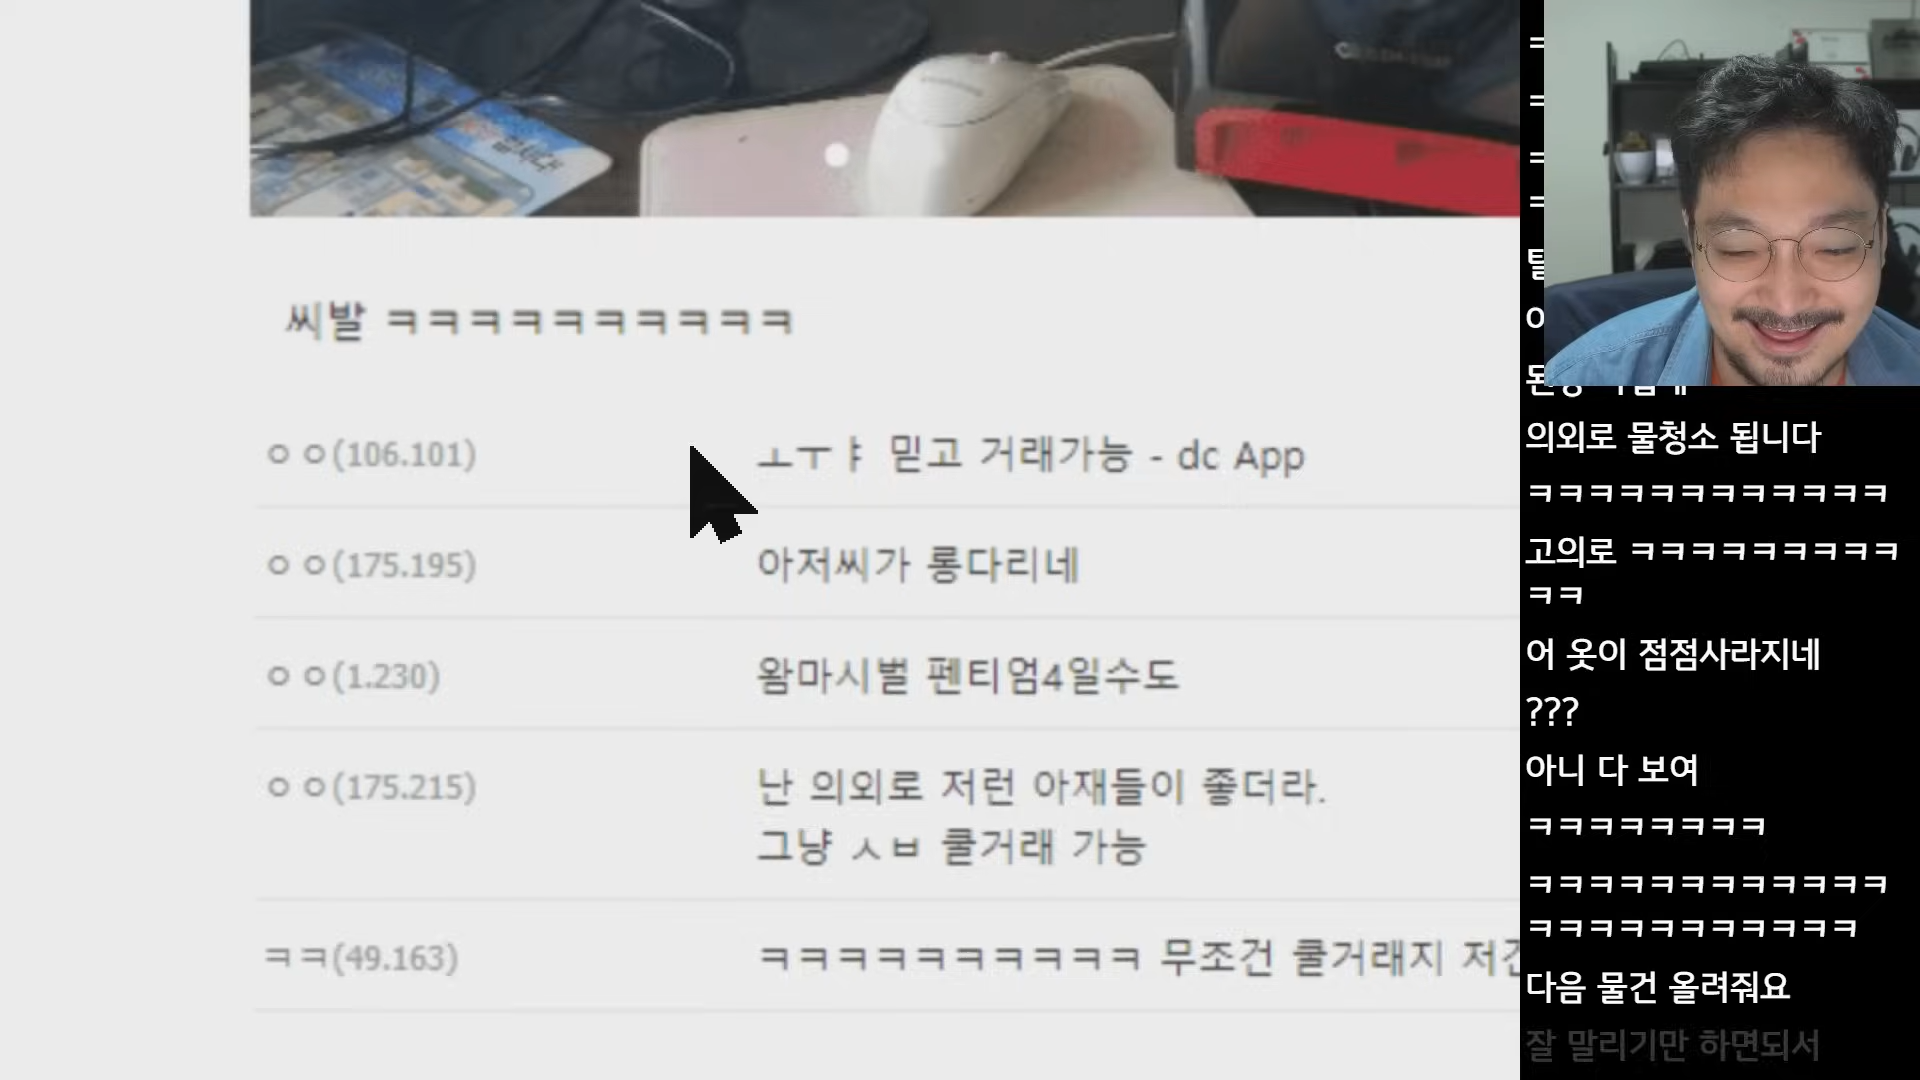 씨발 ㅋㅋㅋㅋㅋㅋㅋㅋㅋㅋ
ㅇㅇ(106.101)
ㅗㅜㅑ 믿고 거래가능 - dc App
ㅇㅇ(175.195)
아저씨가 롱다리네
ㅇㅇ(1.230)
왐마시벌 펜티엄4일수도
ㅇㅇ(175.215)
난 의외로 저런 아재들이 좋더라.
그냥 ㅅㅂ 쿨거래 가능
ㅋㅋ(49.163)
ㅋㅋㅋㅋㅋㅋㅋㅋㅋㅋ 무조건 쿨거래지
의외로 물청소 됩니다
ㅋㅋㅋㅋㅋㅋㅋㅋㅋㅋㅋㅋ
고의로 ㅋㅋㅋㅋㅋㅋㅋㅋㅋ
ㅋㅋ
어 옷이 점점사라지네
???
아니 다 보여
ㅋㅋㅋㅋㅋㅋㅋㅋ
ㅋㅋㅋㅋㅋㅋㅋㅋㅋㅋㅋㅋ
ㅋㅋㅋㅋㅋㅋㅋㅋㅋㅋㅋ
다음 물건 올려줘요
잘 말리기만 하면되서